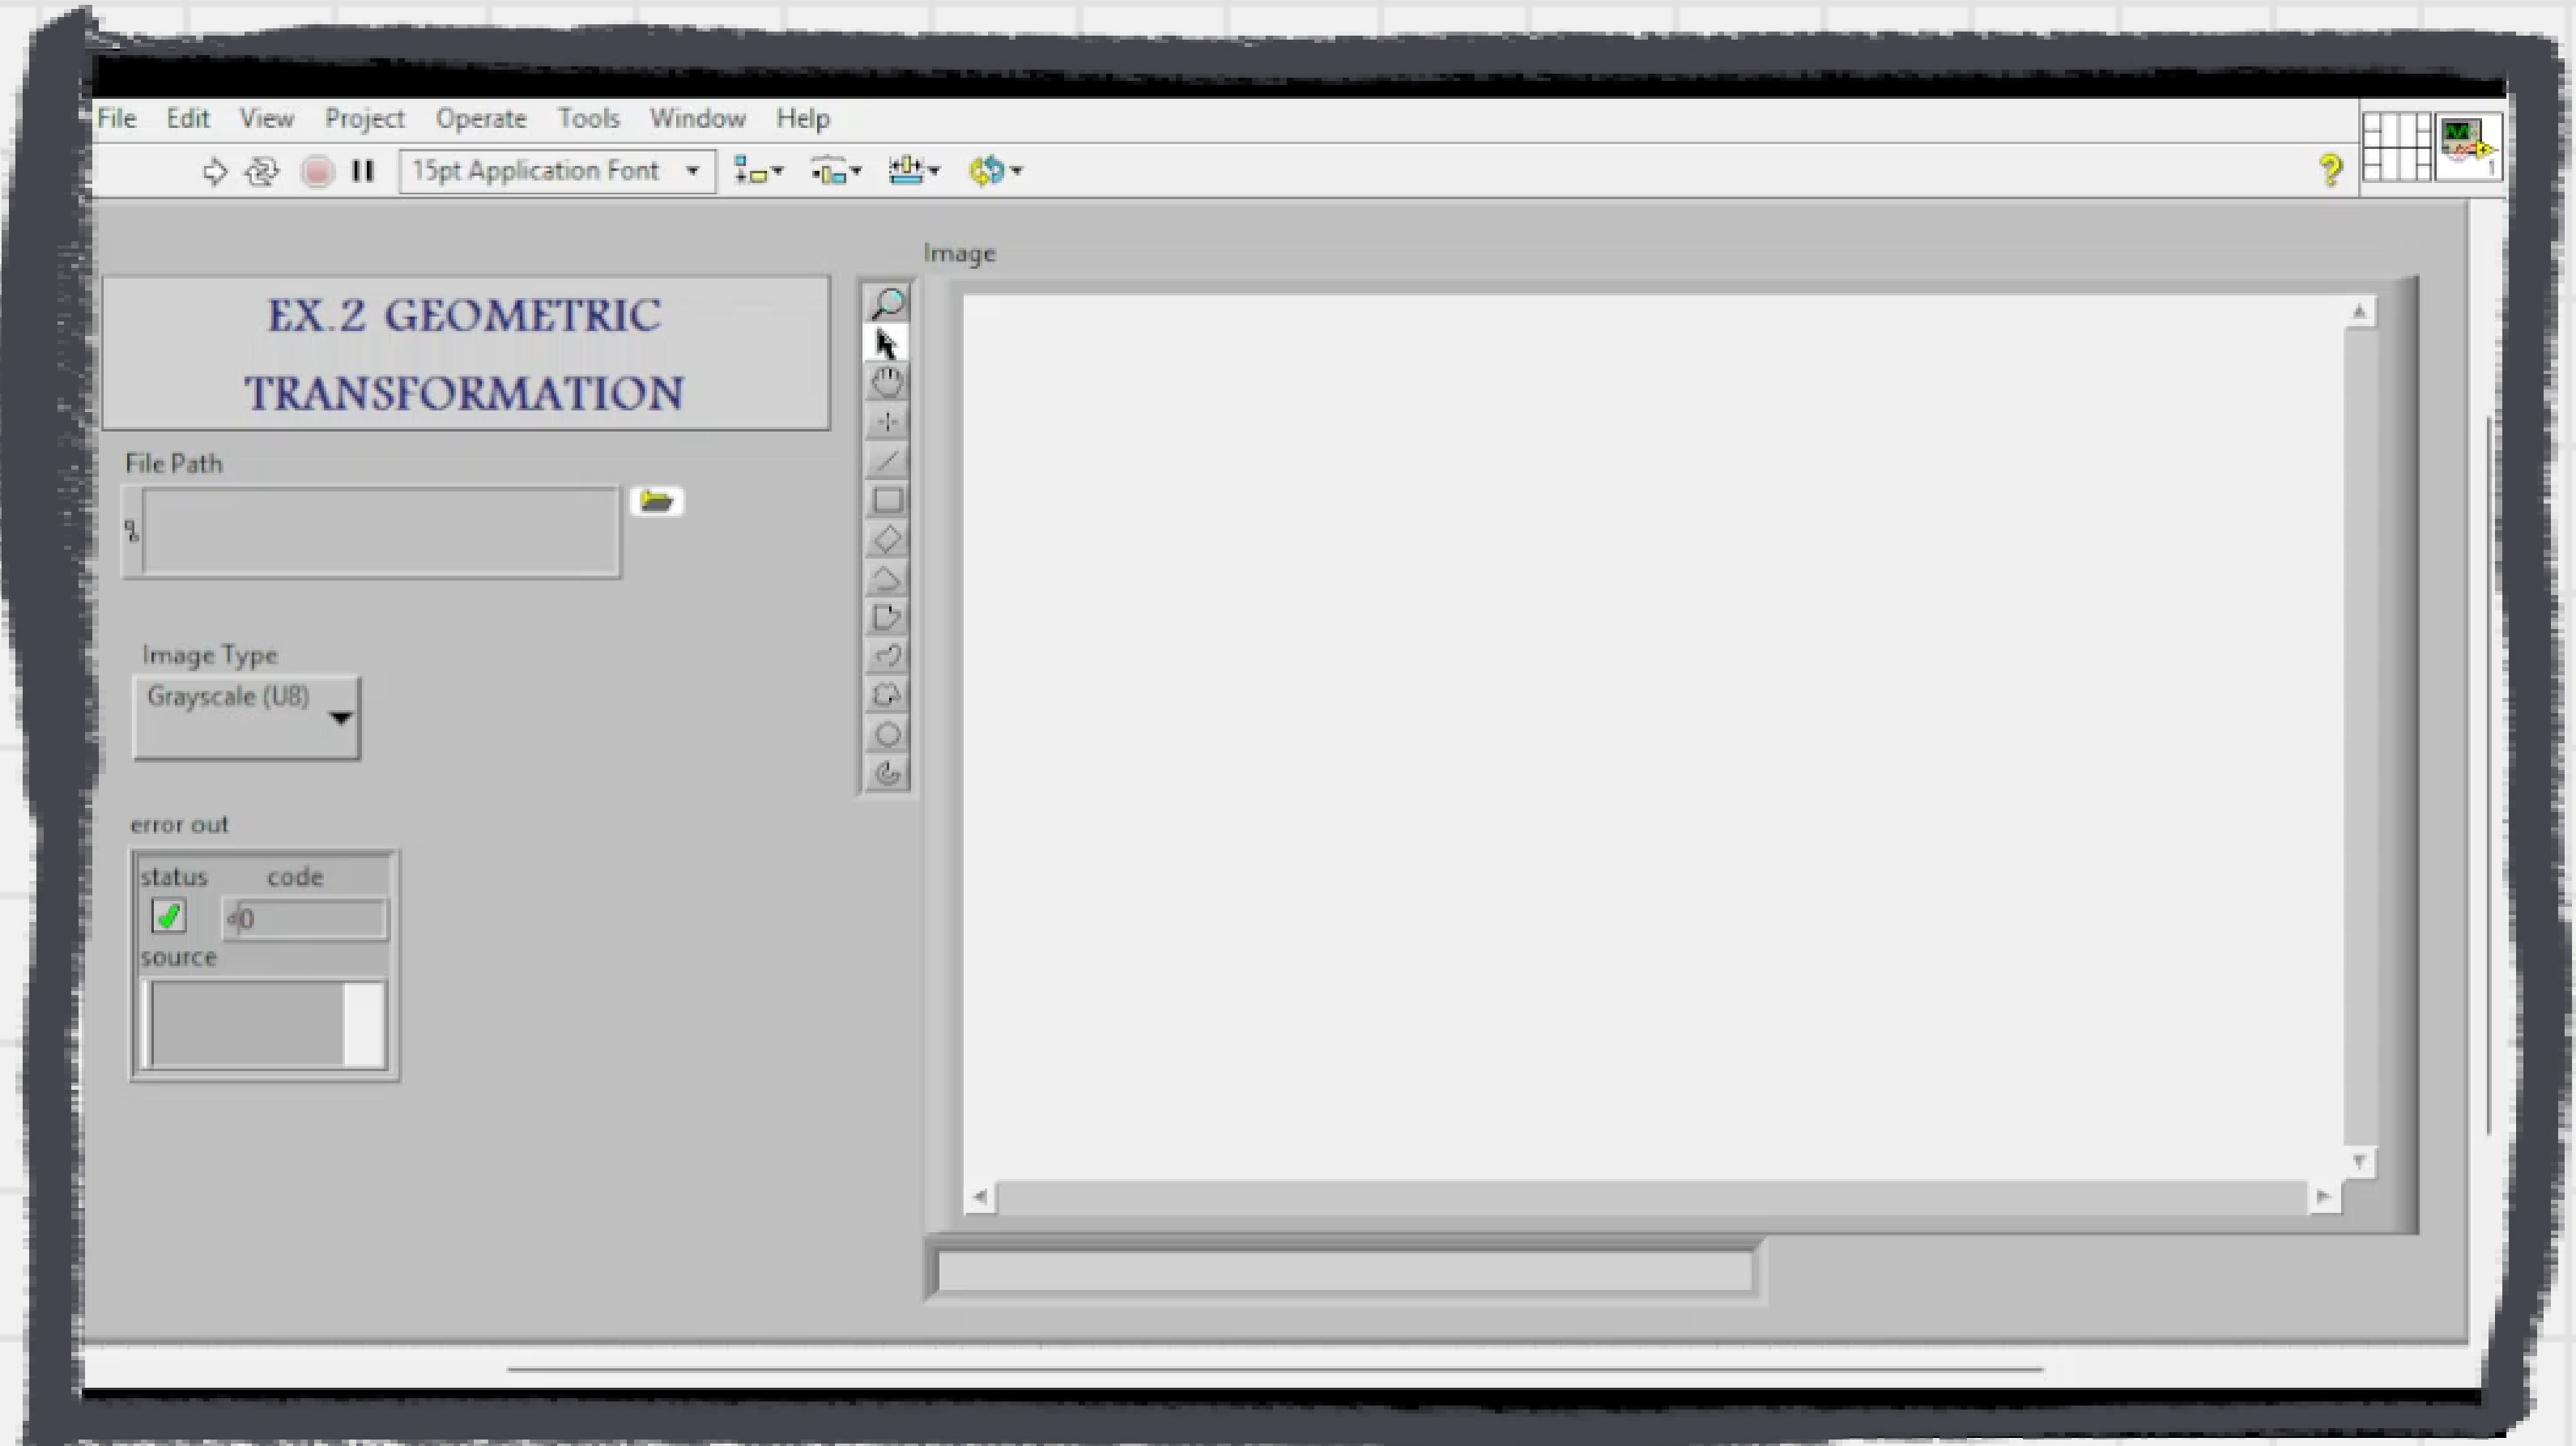 File Edit View Project Operate Tools Window Help
15pt Application Font
?
1
Image
EX.2 GEOMETRIC
TRANSFORMATION
File Path
Image Type
Grayscale (U8)
error out
status code
0
source